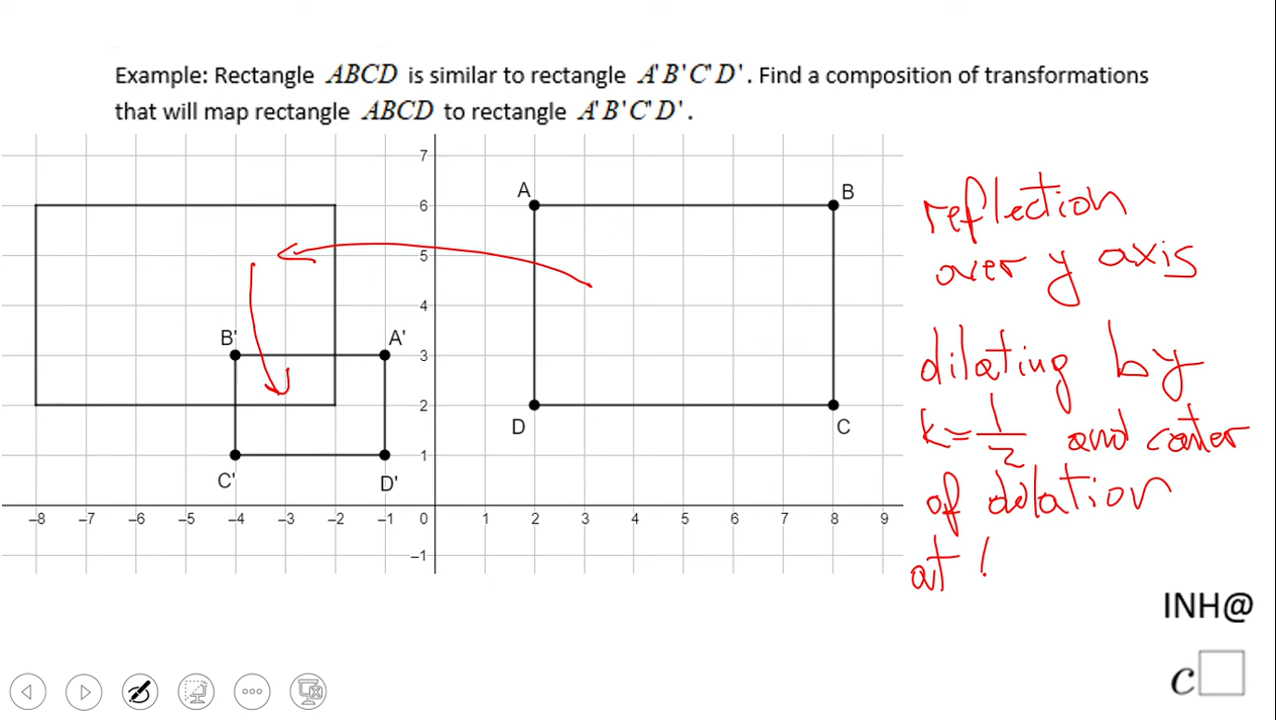 Example: Rectangle ABCD is similar to rectangle A'B'C'D'. Find a composition of transformations
that will map rectangle ABCD to rectangle A'B'C'D'.
7
6
5
4
3
2
1
−1
−8 −7 −6 −5 −4 −3 −2 −1 0 1 2 3 4 5 6 7 8 9
A B
D C
B' A'
C' D'
reflection
over y axis
dilating by
k=1/2 and center
of dilation
at (
INH@
c